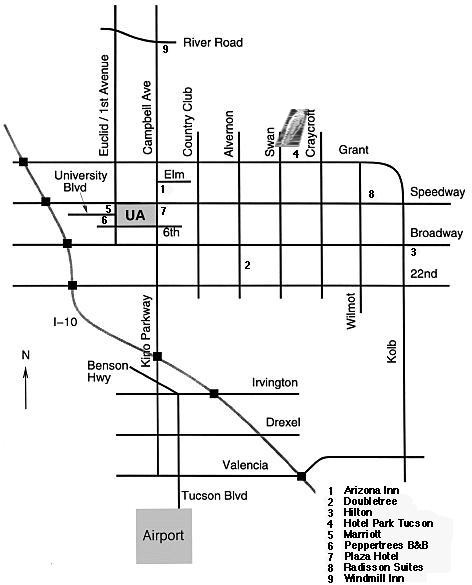 9
River Road
Euclid / 1st Avenue
Campbell Ave
Country Club
Alvernon
Swan
Craycroft
4
Grant
University
Blvd
Elm
1
8
Speedway
5
UA
7
6
6th
Broadway
3
2
22nd
I-10
Kino Parkway
Wilmot
Kolb
N
Benson
Hwy
Irvington
Drexel
Valencia
Tucson Blvd
Airport
1 Arizona Inn
2 Doubletree
3 Hilton
4 Hotel Park Tucson
5 Marriott
6 Peppertrees B&B
7 Plaza Hotel
8 Radisson Suites
9 Windmill Inn